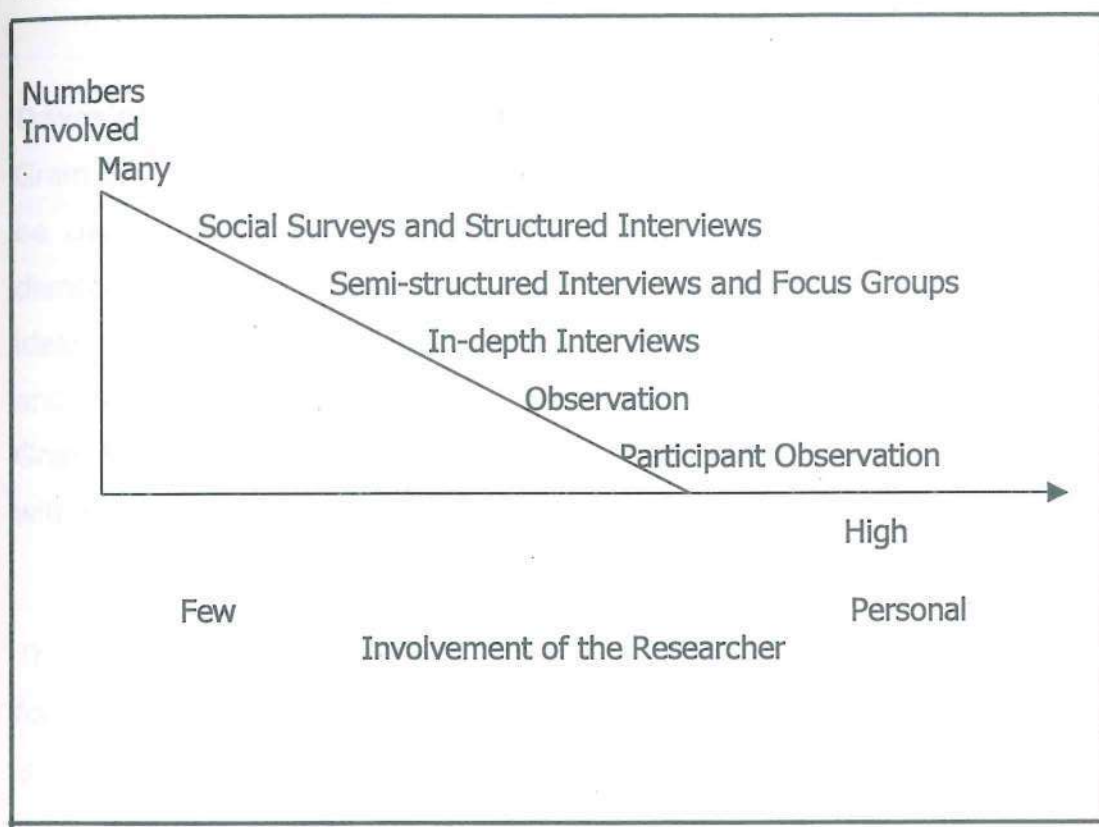 Numbers
Involved
Many
Social Surveys and Structured Interviews
Semi-structured Interviews and Focus Groups
In-depth Interviews
Observation
Participant Observation
High
Few
Personal
Involvement of the Researcher